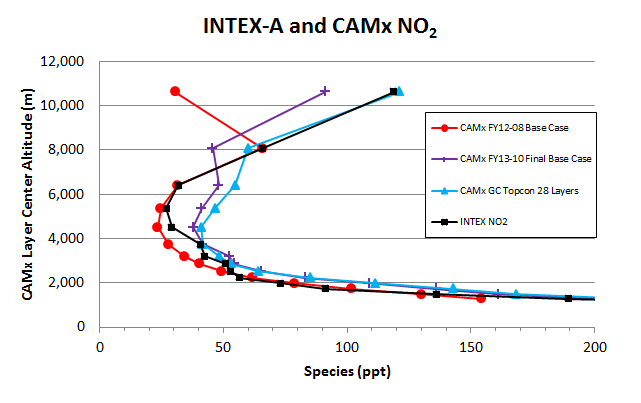 INTEX-A and CAMx NO2
12,000
10,000
8,000
6,000
4,000
2,000
0
CAMx Layer Center Altitude (m)
CAMx FY12-08 Base Case
CAMx FY13-10 Final Base Case
CAMx GC Topcon 28 Layers
INTEX NO2
0 50 100 150 200
Species (ppt)